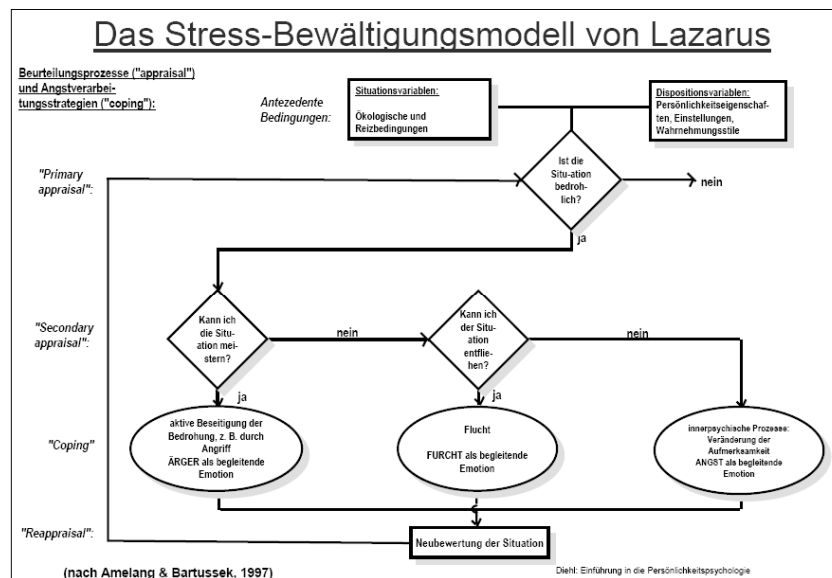 Das Stress-Bewältigungsmodell von Lazarus
Beurteilungsprozesse ("appraisal")
und Angstverarbei-
tungsstrategien ("coping"):
Antezedente
Bedingungen:
Situationsvariablen:
Ökologische und
Reizbedingungen
Dispositionsvariablen:
Persönlichkeitseigenschaf-
ten, Einstellungen,
Wahrnehmungsstile
"Primary
appraisal":
Ist die
Situ-ation
bedroh-
lich?
nein
ja
"Secondary
appraisal":
Kann ich
die Situ-
ation mei-
stern?
nein
Kann ich
der Situ-
ation
entflie-
hen?
nein
ja
ja
"Coping"
aktive Beseitigung der
Bedrohung, z. B. durch
Angriff
ÄRGER als begleitende
Emotion
Flucht
FURCHT als begleitende
Emotion
innerpsychische Prozesse:
Veränderung der
Aufmerksamkeit
ANGST als begleitende
Emotion
"Reappraisal":
Neubewertung der Situation
(nach Amelang & Bartussek, 1997)
Diehl: Einführung in die Persönlichkeitspsychologie